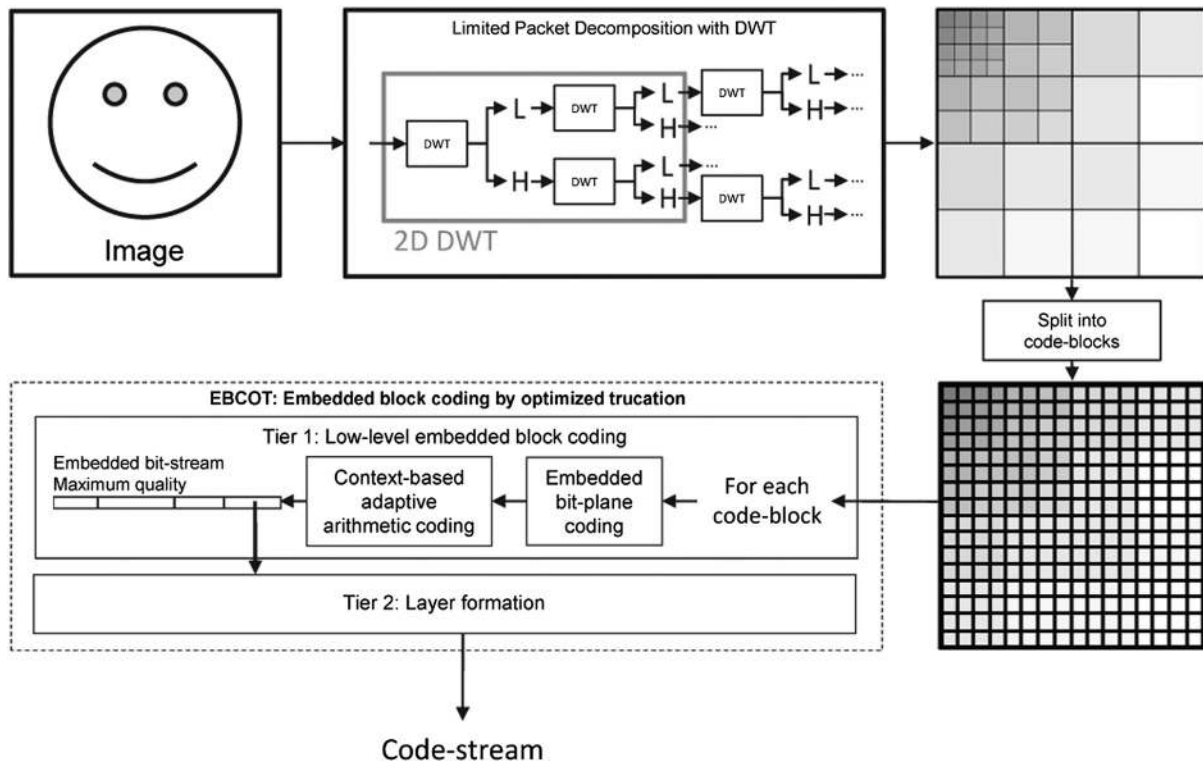 Image
Limited Packet Decomposition with DWT
DWT
L
H
DWT
DWT
L
H ...
L ...
H
DWT
DWT
L ...
H ...
L ...
H ...
2D DWT
Split into
code-blocks
EBCOT: Embedded block coding by optimized trucation
Tier 1: Low-level embedded block coding
Embedded bit-stream
Maximum quality
Context-based
adaptive
arithmetic coding
Embedded
bit-plane
coding
For each
code-block
Tier 2: Layer formation
Code-stream